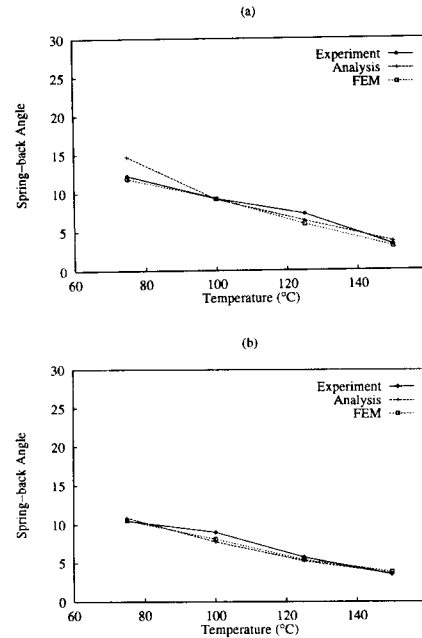 (a)
30
25
20
15
10
5
0
Spring-back Angle
Experiment
Analysis
FEM
60
80
100
120
140
Temperature (°C)
(b)
30
25
20
15
10
5
0
Spring-back Angle
Experiment
Analysis
FEM
60
80
100
120
140
Temperature (°C)